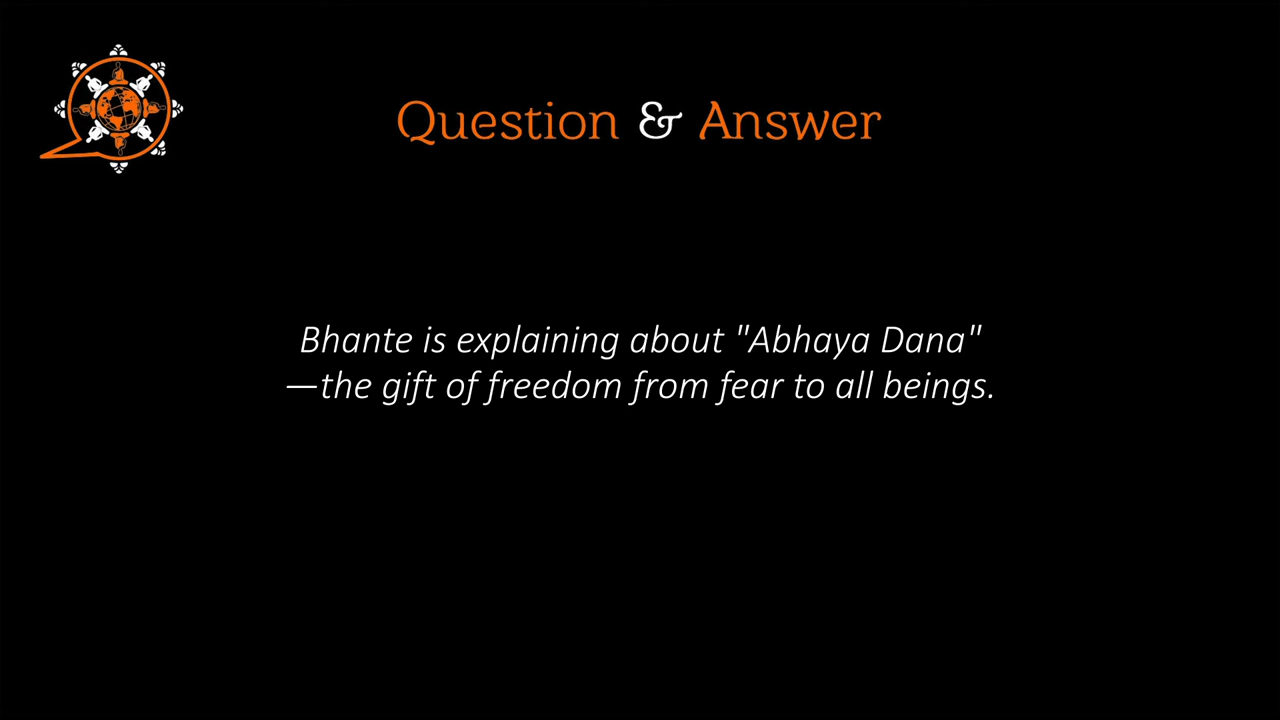 Question & Answer
Bhante is explaining about "Abhaya Dana"
—the gift of freedom from fear to all beings.